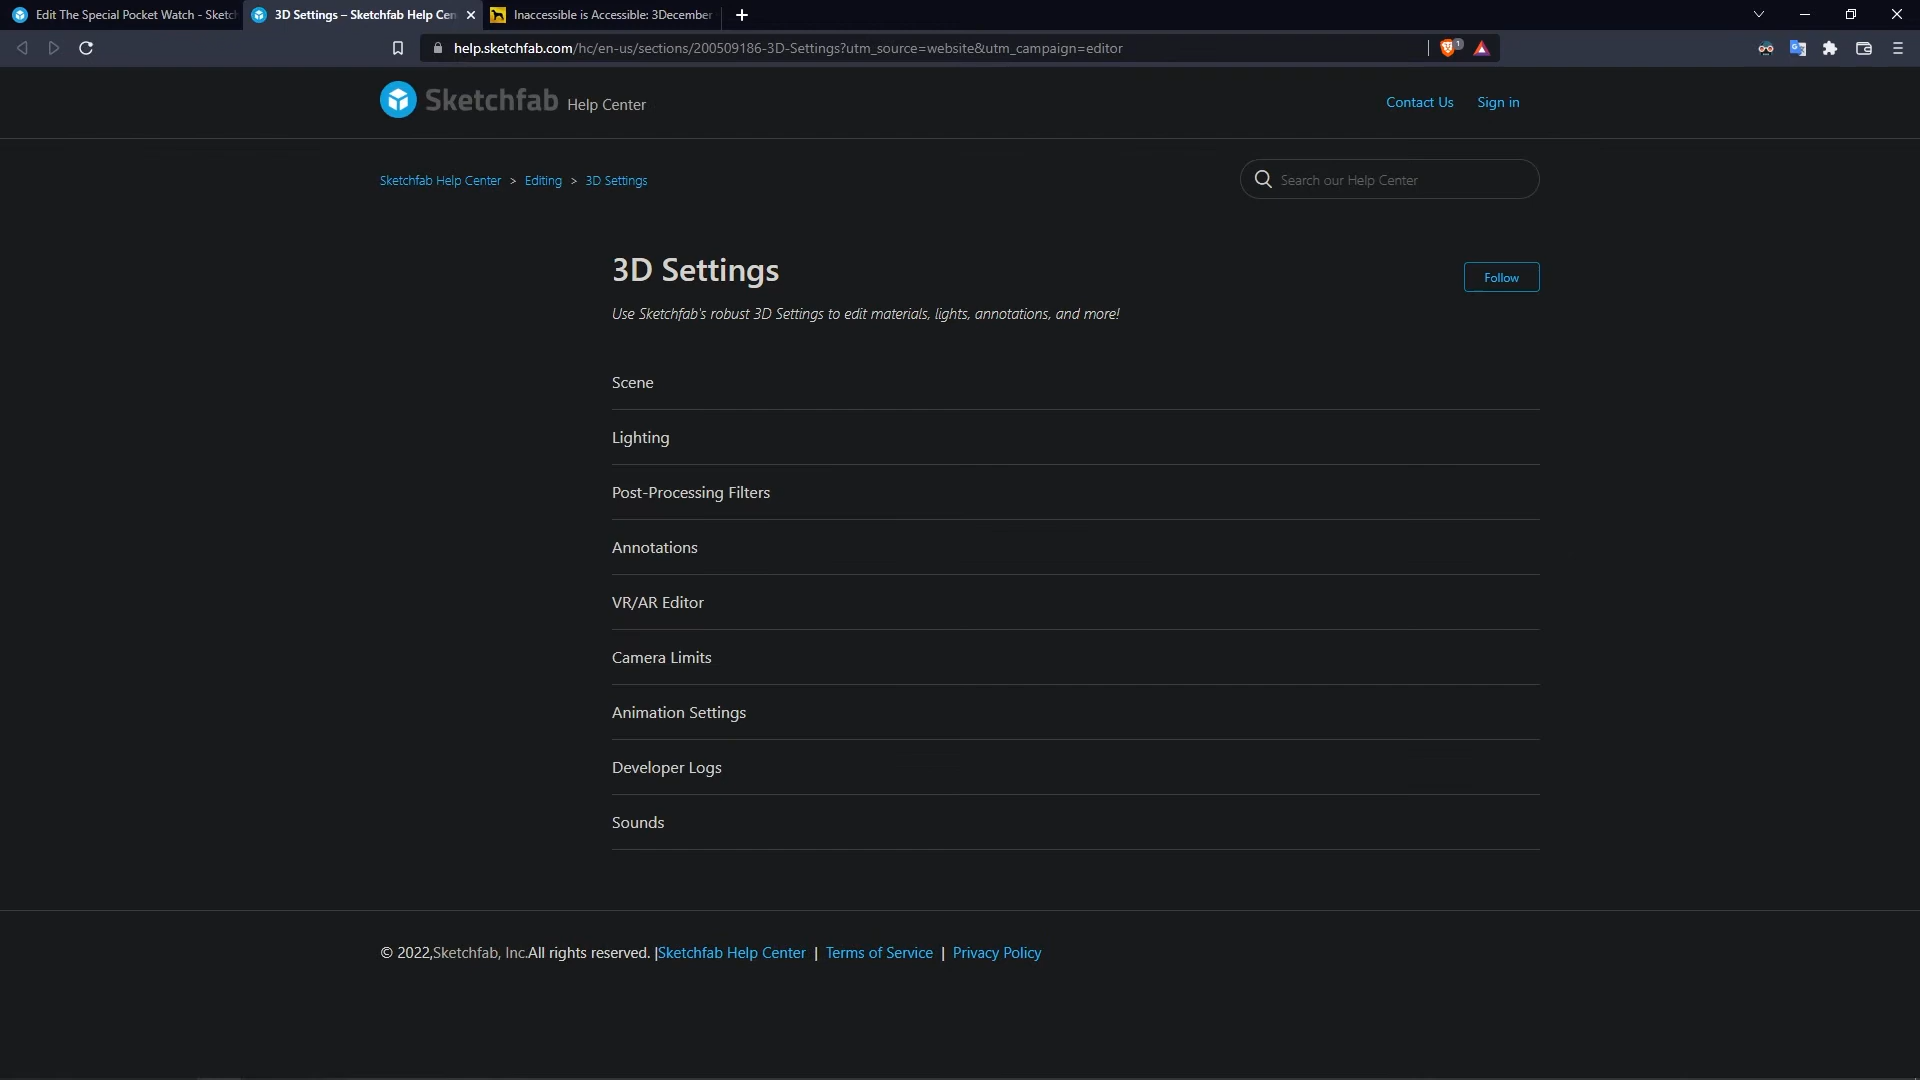 Edit The Special Pocket Watch - Sketch
3D Settings – Sketchfab Help Cen
Inaccessible is Accessible: 3December
help.sketchfab.com/hc/en-us/sections/200509186-3D-Settings?utm_source=website&utm_campaign=editor
1
Sketchfab Help Center
Contact Us
Sign in
Sketchfab Help Center > Editing > 3D Settings
Search our Help Center
3D Settings
Follow
Use Sketchfab's robust 3D Settings to edit materials, lights, annotations, and more!
Scene
Lighting
Post-Processing Filters
Annotations
VR/AR Editor
Camera Limits
Animation Settings
Developer Logs
Sounds
© 2022,Sketchfab, Inc.All rights reserved. |Sketchfab Help Center | Terms of Service | Privacy Policy